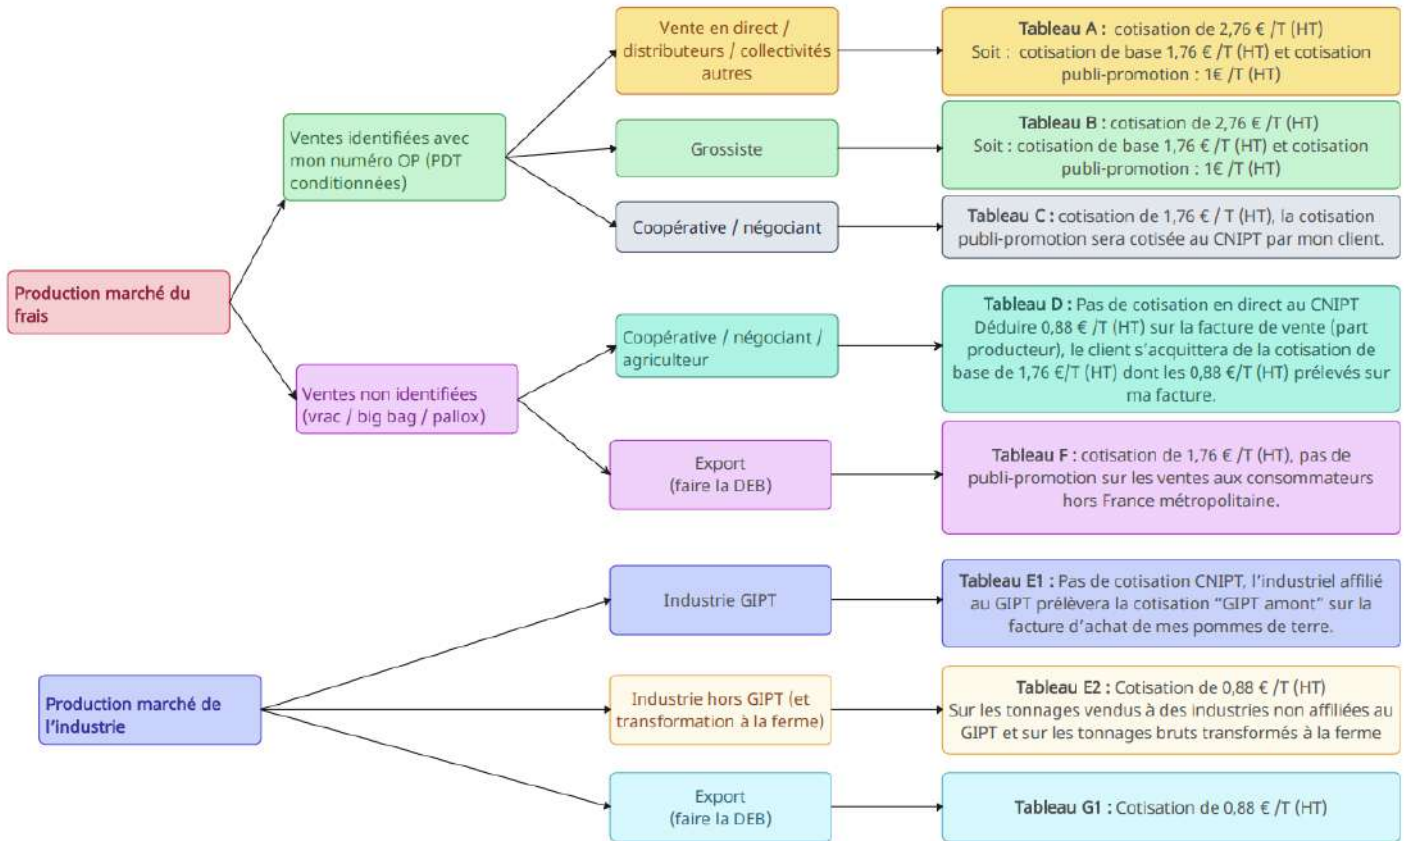 Vente en direct /
distributeurs / collectivités
autres
Tableau A : cotisation de 2,76 € /T (HT)
Soit : cotisation de base 1,76 € /T (HT) et cotisation
publi-promotion : 1€ /T (HT)
Ventes identifiées avec
mon numéro OP (PDT
conditionnées)
Grossiste
Tableau B : cotisation de 2,76 € /T (HT)
Soit : cotisation de base 1,76 € /T (HT) et cotisation
publi-promotion : 1€ /T (HT)
Coopérative / négociant
Tableau C : cotisation de 1,76 € / T (HT), la cotisation
publi-promotion sera cotisée au CNIPT par mon client.
Production marché du
frais
Coopérative / négociant /
agriculteur
Tableau D : Pas de cotisation en direct au CNIPT
Déduire 0,88 € /T (HT) sur la facture de vente (part
producteur), le client s'acquittera de la cotisation de
base de 1,76 €/T (HT) dont les 0,88 €/T (HT) prélevés sur
ma facture.
Ventes non identifiées
(vrac / big bag / pallox)
Export
(faire la DEB)
Tableau F : cotisation de 1,76 € /T (HT), pas de
publi-promotion sur les ventes aux consommateurs
hors France métropolitaine.
Industrie GIPT
Tableau E1 : Pas de cotisation CNIPT, l'industriel affilié
au GIPT prélèvera la cotisation "GIPT amont" sur la
facture d'achat de mes pommes de terre.
Production marché de
l'industrie
Industrie hors GIPT (et
transformation à la ferme)
Tableau E2 : Cotisation de 0,88 € /T (HT)
Sur les tonnages vendus à des industries non affiliées au
GIPT et sur les tonnages bruts transformés à la ferme
Export
(faire la DEB)
Tableau G1 : Cotisation de 0,88 € /T (HT)